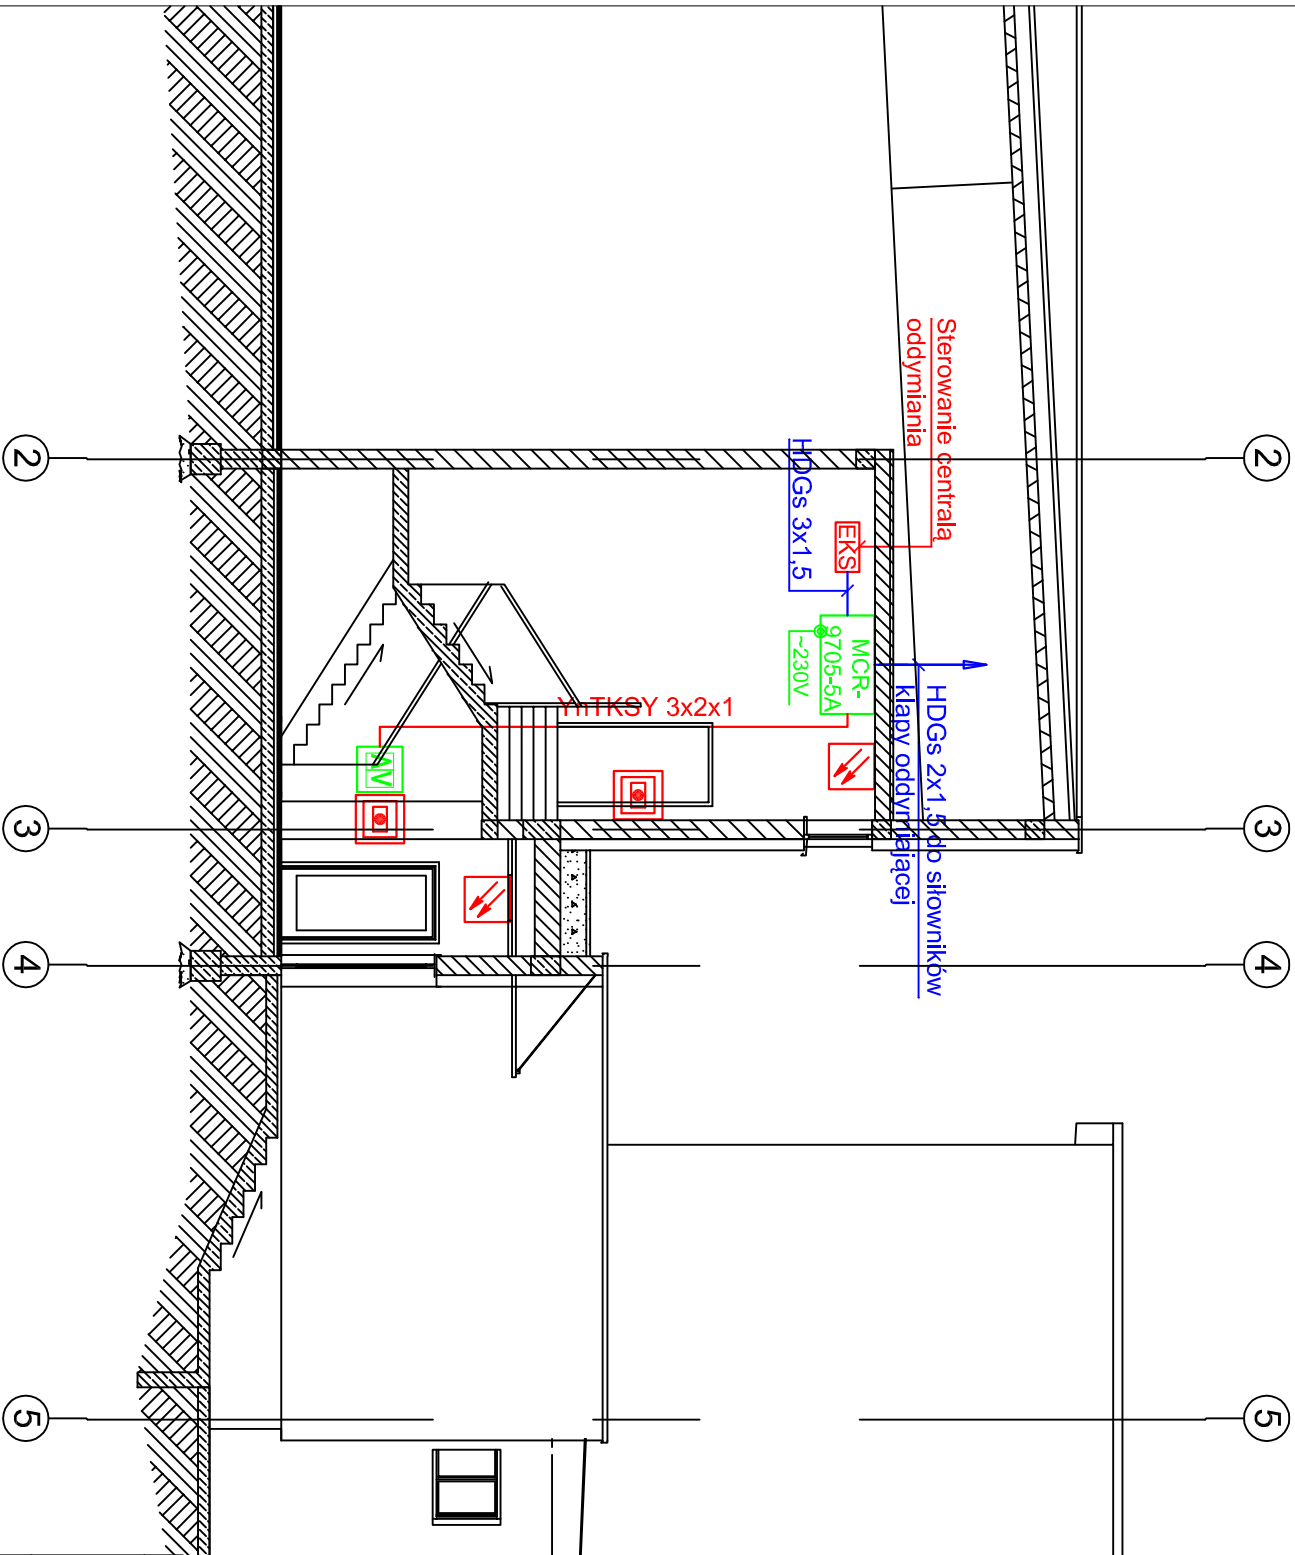 Sterowanie centralą
oddymiania
HDGs 3x1,5
EKS
MCR-
9705-5A
~230V
HDGs 2x1,5 do siłowników
klapy oddymiającej
YnTKSY 3x2x1
2
2
3
3
4
4
5
5